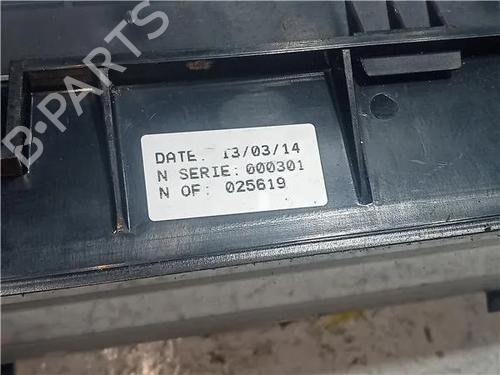 B-PARTS
DATE: 13/03/14
N SERIE: 000301
N OF: 025619